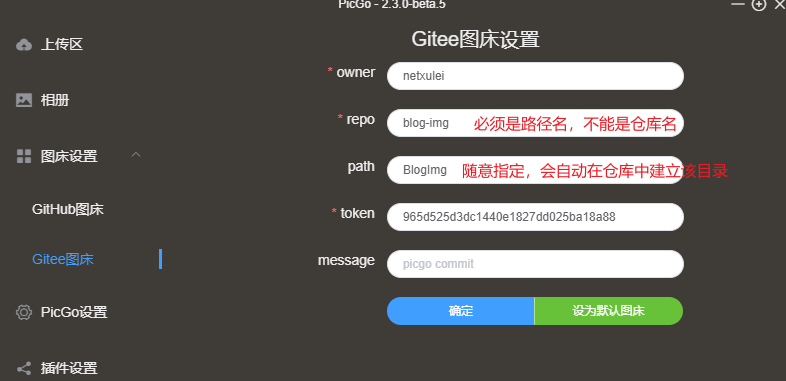 PicGo - 2.3.0-beta.5
上传区
相册
图床设置
GitHub图床
Gitee图床
PicGo设置
插件设置
Gitee图床设置
* owner netxulei
* repo blog-img 必须是路径名，不能是仓库名
path BlogImg 随意指定，会自动在仓库中建立该目录
* token 965d525d3dc1440e1827dd025ba18a88
message picgo commit
确定 设为默认图床